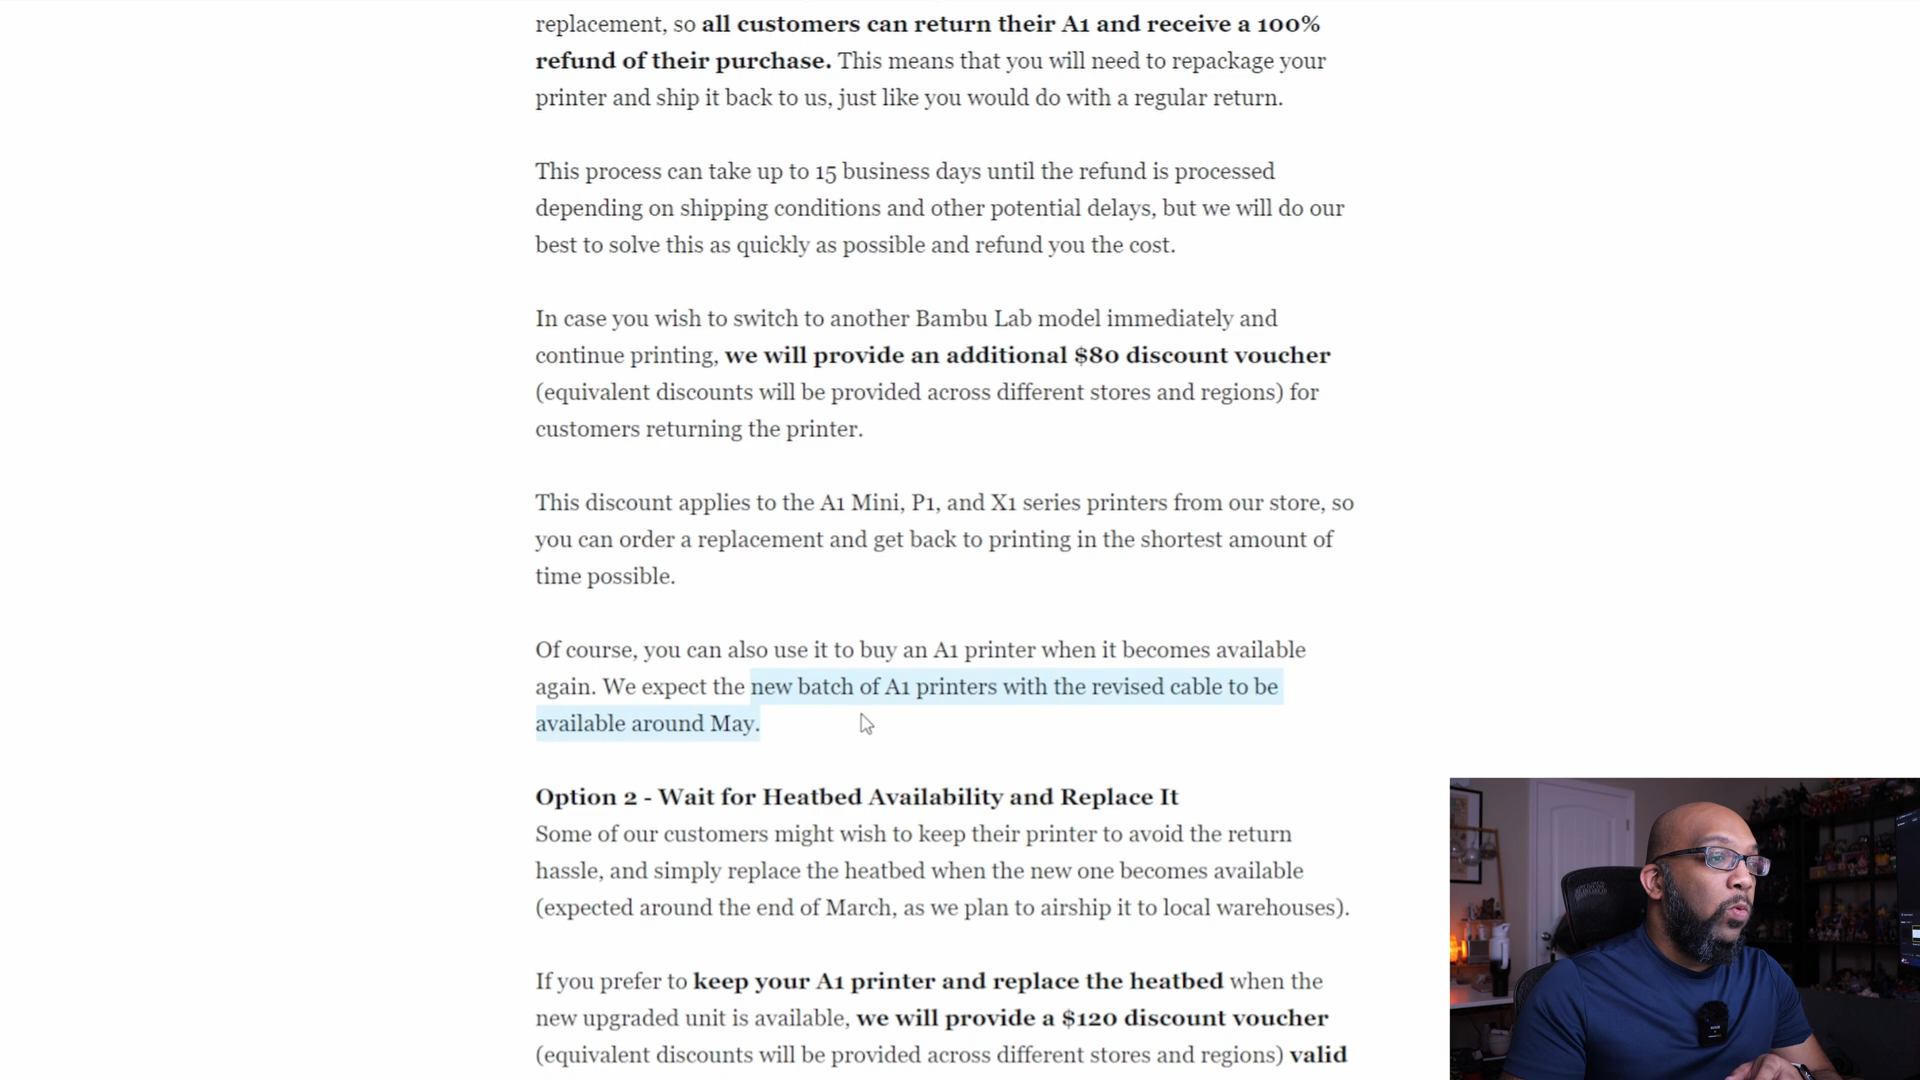 replacement, so all customers can return their A1 and receive a 100%
refund of their purchase. This means that you will need to repackage your
printer and ship it back to us, just like you would do with a regular return.
This process can take up to 15 business days until the refund is processed
depending on shipping conditions and other potential delays, but we will do our
best to solve this as quickly as possible and refund you the cost.
In case you wish to switch to another Bambu Lab model immediately and
continue printing, we will provide an additional $80 discount voucher
(equivalent discounts will be provided across different stores and regions) for
customers returning the printer.
This discount applies to the A1 Mini, P1, and X1 series printers from our store, so
you can order a replacement and get back to printing in the shortest amount of
time possible.
Of course, you can also use it to buy an A1 printer when it becomes available
again. We expect the new batch of A1 printers with the revised cable to be
available around May.
Option 2 - Wait for Heatbed Availability and Replace It
Some of our customers might wish to keep their printer to avoid the return
hassle, and simply replace the heatbed when the new one becomes available
(expected around the end of March, as we plan to airship it to local warehouses).
If you prefer to keep your A1 printer and replace the heatbed when the
new upgraded unit is available, we will provide a $120 discount voucher
(equivalent discounts will be provided across different stores and regions) valid